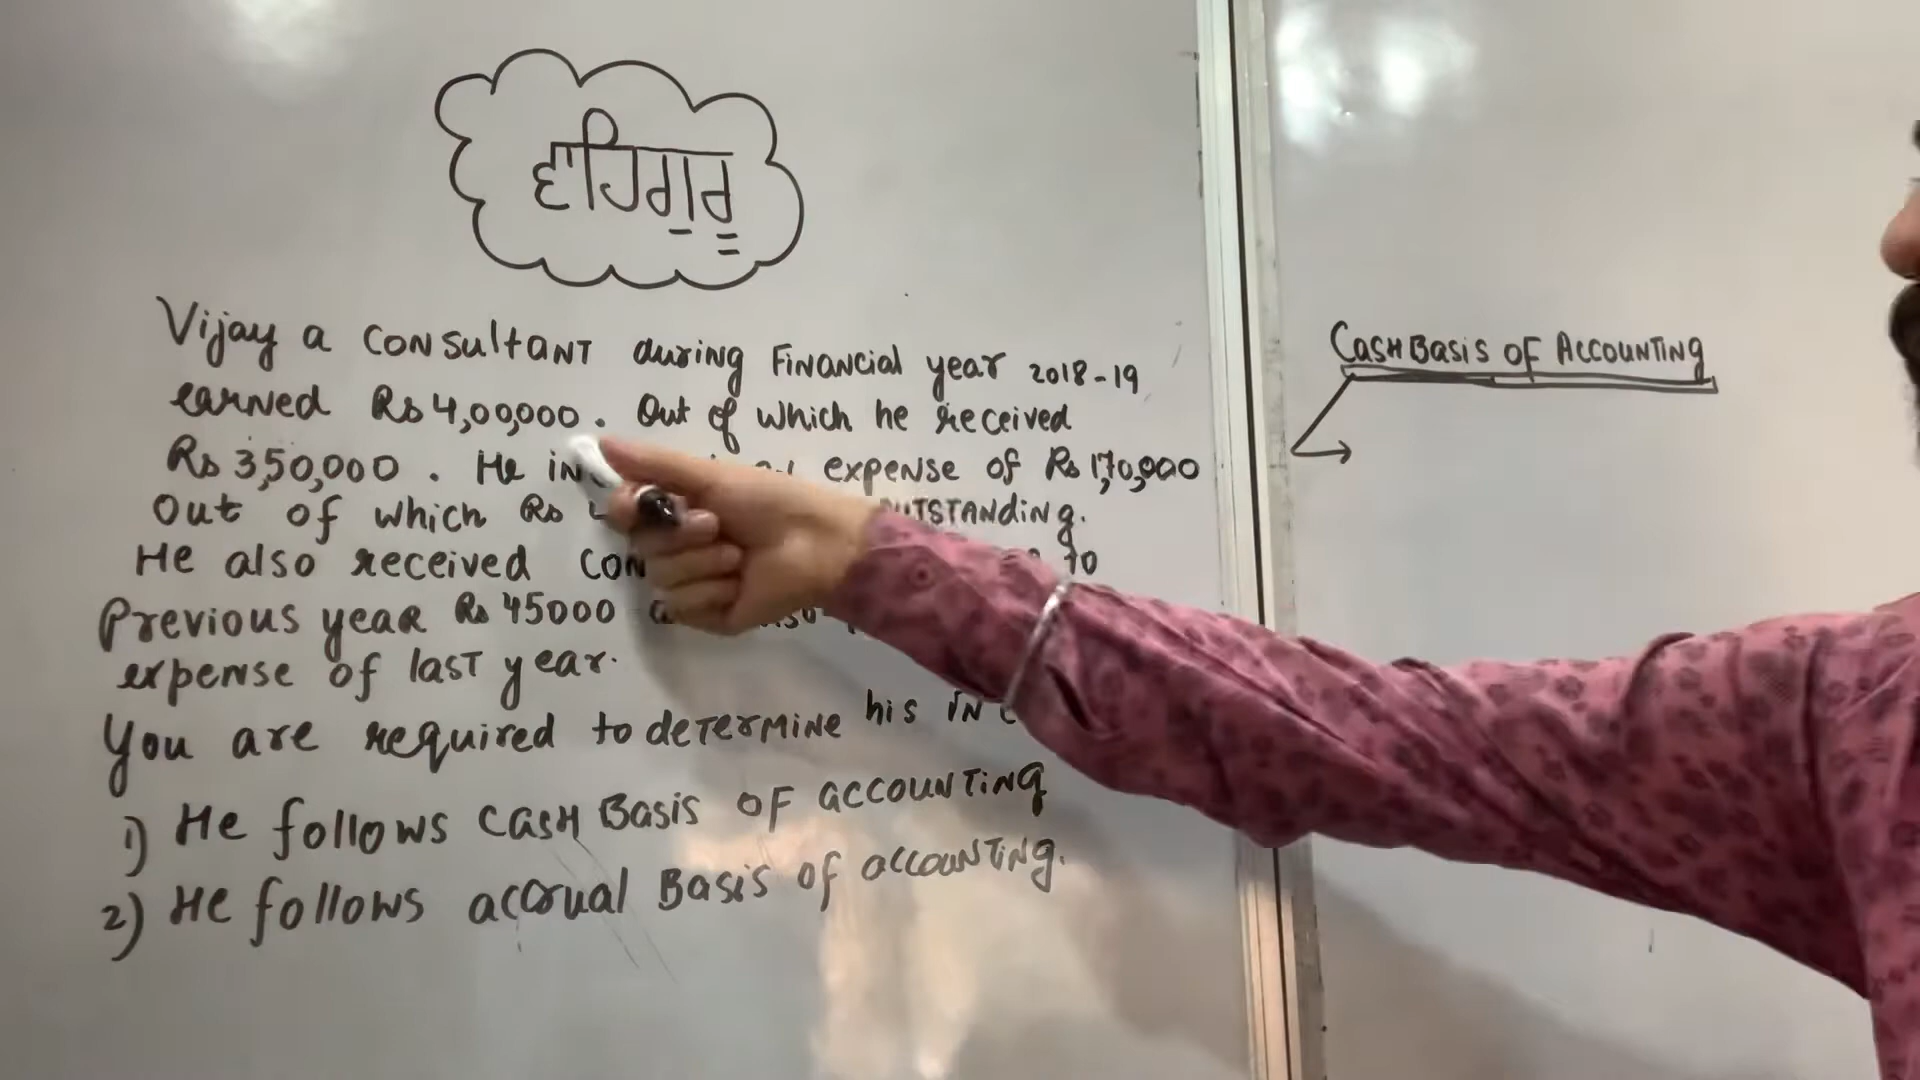 ਵਾਹਿਗੁਰੂ
Vijay a consultant during Financial year 2018-19
earned Rs 4,00,000. Out of which he received
Rs 3,50,000. He expense of Rs 1,70,000
Out of which Rs
He also received to
Previous year Rs 45000
expense of last year.
You are required to determine his
1) He follows Cash Basis of accounting
2) He follows accrual Basis of accounting.
Cash Basis of Accounting